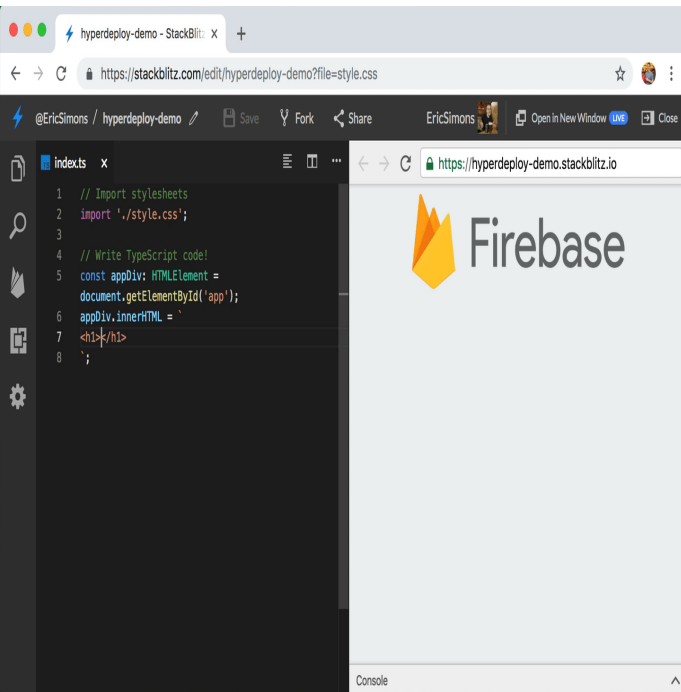 hyperdeploy-demo - StackBlitz
https://stackblitz.com/edit/hyperdeploy-demo?file=style.css
@EricSimons / hyperdeploy-demo Save Fork Share EricSimons Open in New Window LIVE Close
index.ts x
https://hyperdeploy-demo.stackblitz.io
1 // Import stylesheets
2 import './style.css';
3
4 // Write TypeScript code!
5 const appDiv: HTMLElement =
document.getElementById('app');
6 appDiv.innerHTML = `
7 <h1></h1>
8 `;
Firebase
Console